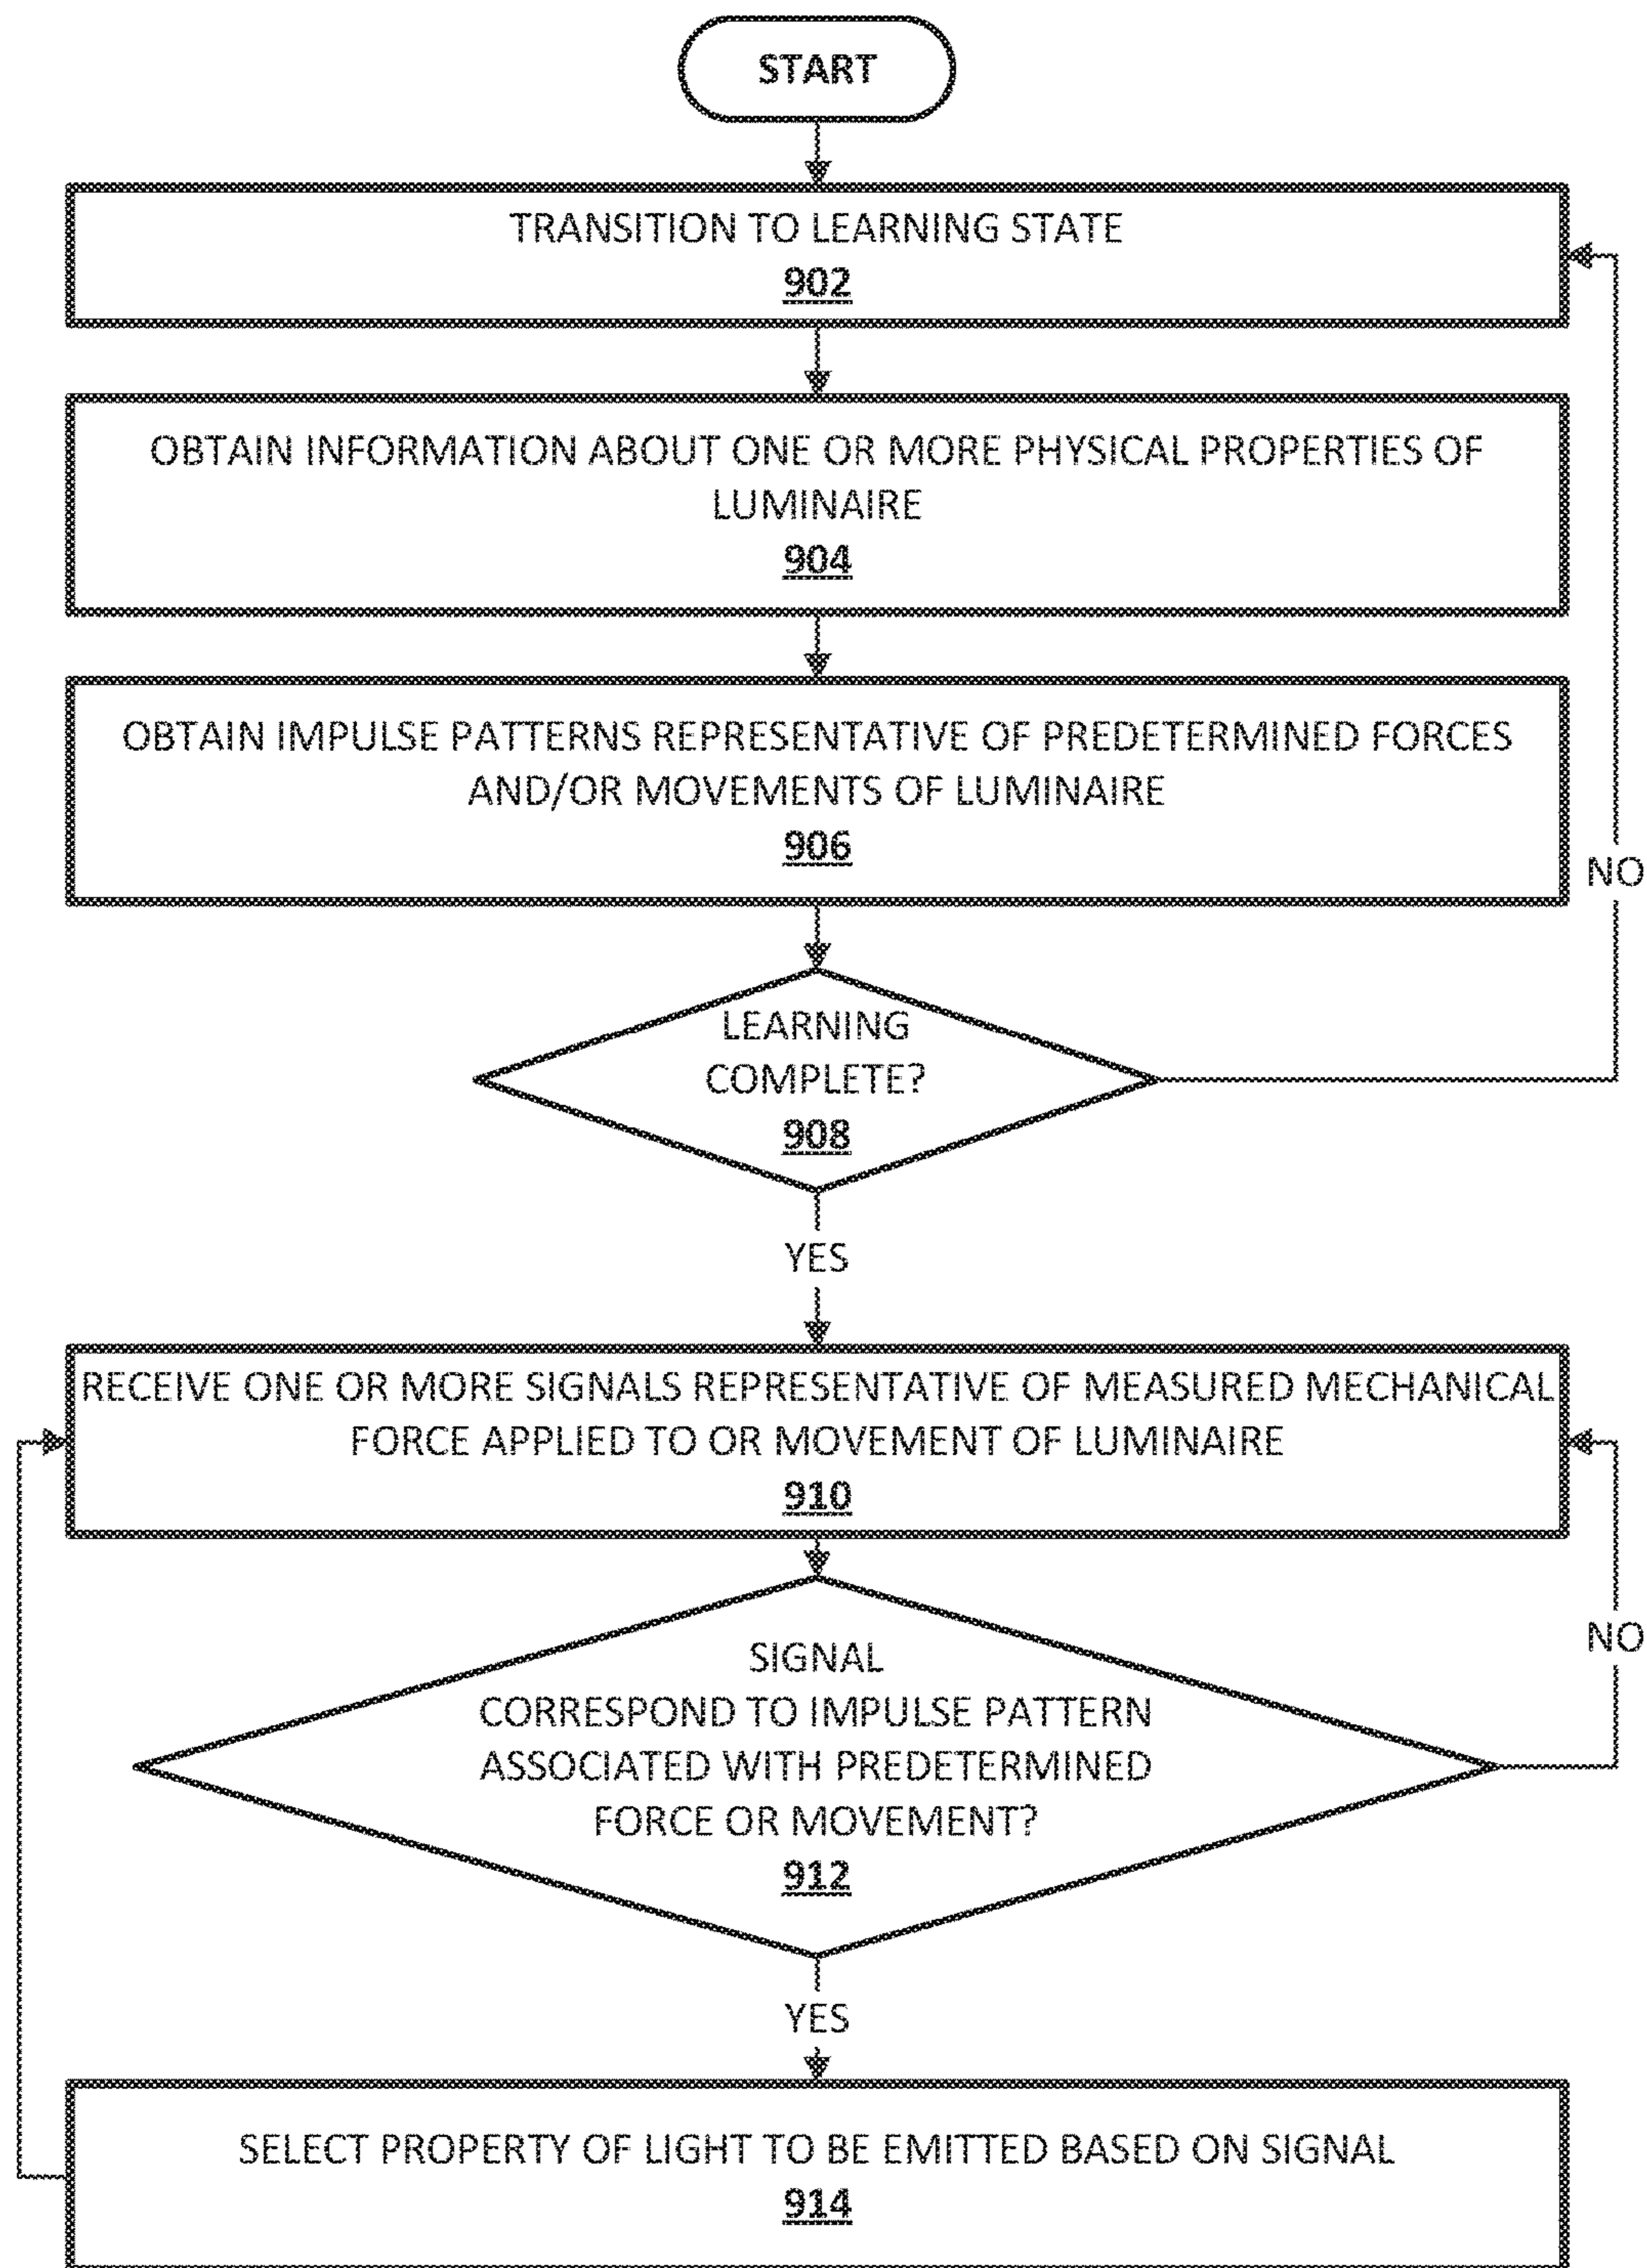 START
TRANSITION TO LEARNING STATE
902
OBTAIN INFORMATION ABOUT ONE OR MORE PHYSICAL PROPERTIES OF
LUMINAIRE
904
OBTAIN IMPULSE PATTERNS REPRESENTATIVE OF PREDETERMINED FORCES
AND/OR MOVEMENTS OF LUMINAIRE
906
NO
LEARNING
COMPLETE?
908
YES
RECEIVE ONE OR MORE SIGNALS REPRESENTATIVE OF MEASURED MECHANICAL
FORCE APPLIED TO OR MOVEMENT OF LUMINAIRE
910
NO
SIGNAL
CORRESPOND TO IMPULSE PATTERN
ASSOCIATED WITH PREDETERMINED
FORCE OR MOVEMENT?
912
YES
SELECT PROPERTY OF LIGHT TO BE EMITTED BASED ON SIGNAL
914